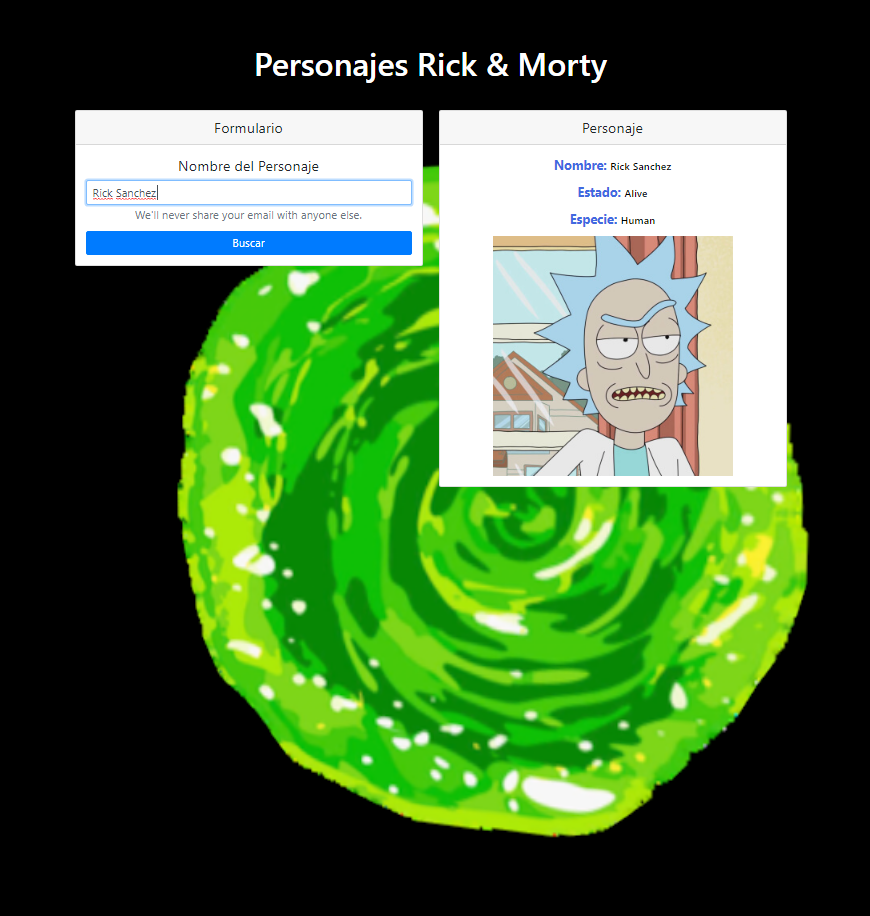 Personajes Rick & Morty
Formulario
Nombre del Personaje
Rick Sanchez
We'll never share your email with anyone else.
Buscar
Personaje
Nombre: Rick Sanchez
Estado: Alive
Especie: Human